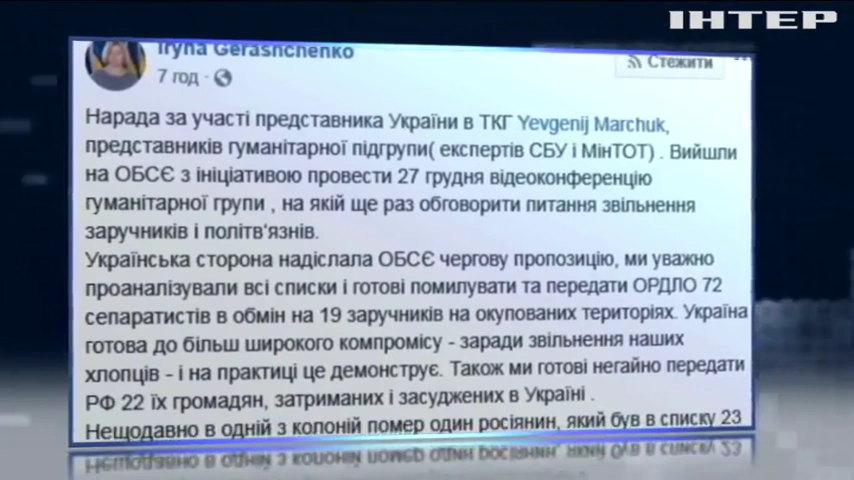 ІНТЕР
Iryna Gerashchenko
7 год ·
Стежити
Нарада за участі представника України в ТКГ Yevgenij Marchuk,
представників гуманітарної підгрупи( експертів СБУ і МінТОТ) . Вийшли
на ОБСЄ з ініціативою провести 27 грудня відеоконференцію
гуманітарної групи , на якій ще раз обговорити питання звільнення
заручників і політв'язнів.
Українська сторона надіслала ОБСЄ чергову пропозицію, ми уважно
проаналізували всі списки і готові помилувати та передати ОРДЛО 72
сепаратистів в обмін на 19 заручників на окупованих територіях. Україна
готова до більш широкого компромісу - заради звільнення наших
хлопців - і на практиці це демонструє. Також ми готові негайно передати
РФ 22 їх громадян, затриманих і засуджених в Україні .
Нещодавно в одній з колоній помер один росіянин, який був в списку 23